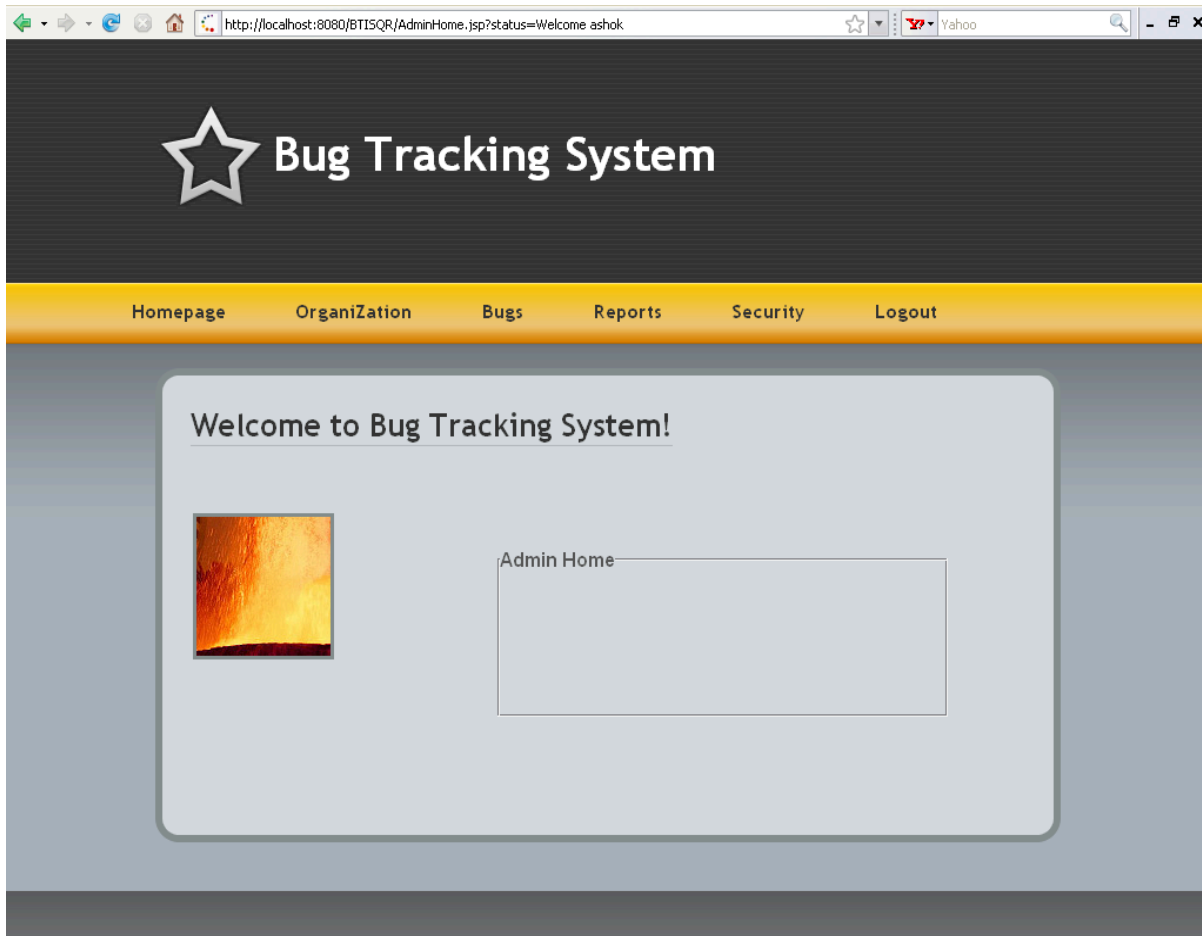 http://localhost:8080/BTISQR/AdminHome.jsp?status=Welcome ashok
Yahoo
Bug Tracking System
Homepage OrganiZation Bugs Reports Security Logout
Welcome to Bug Tracking System!
Admin Home